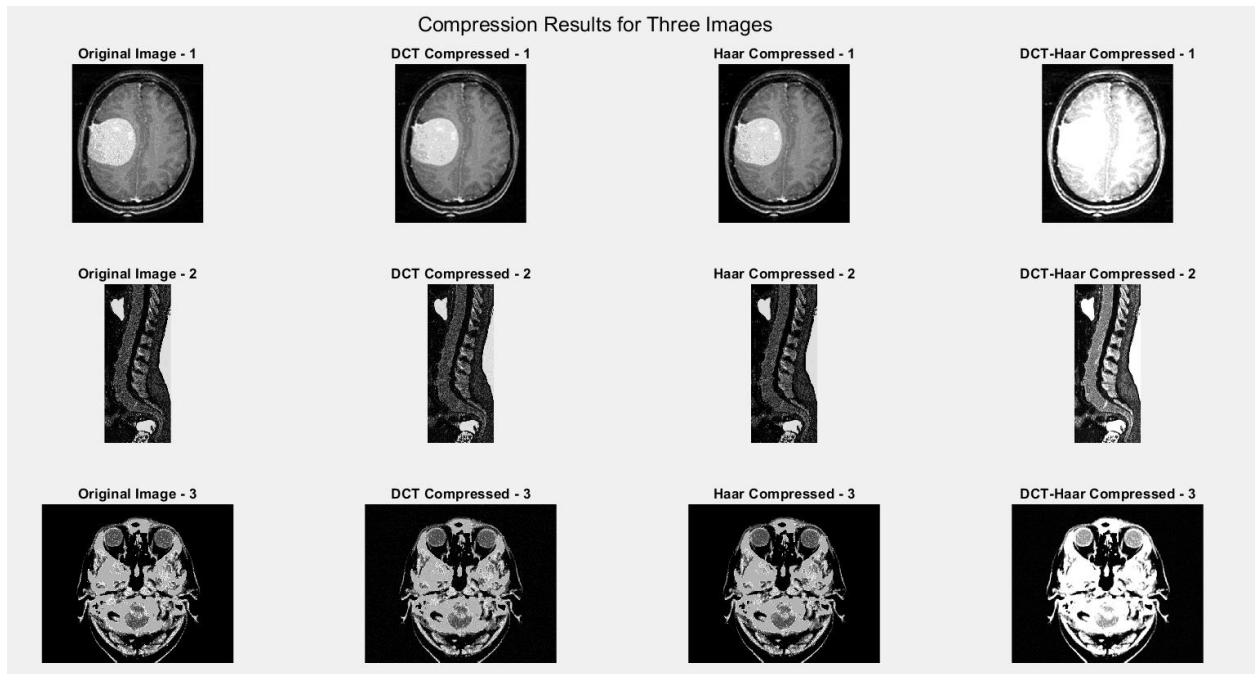 Compression Results for Three Images
Original Image - 1
DCT Compressed - 1
Haar Compressed - 1
DCT-Haar Compressed - 1
Original Image - 2
DCT Compressed - 2
Haar Compressed - 2
DCT-Haar Compressed - 2
Original Image - 3
DCT Compressed - 3
Haar Compressed - 3
DCT-Haar Compressed - 3